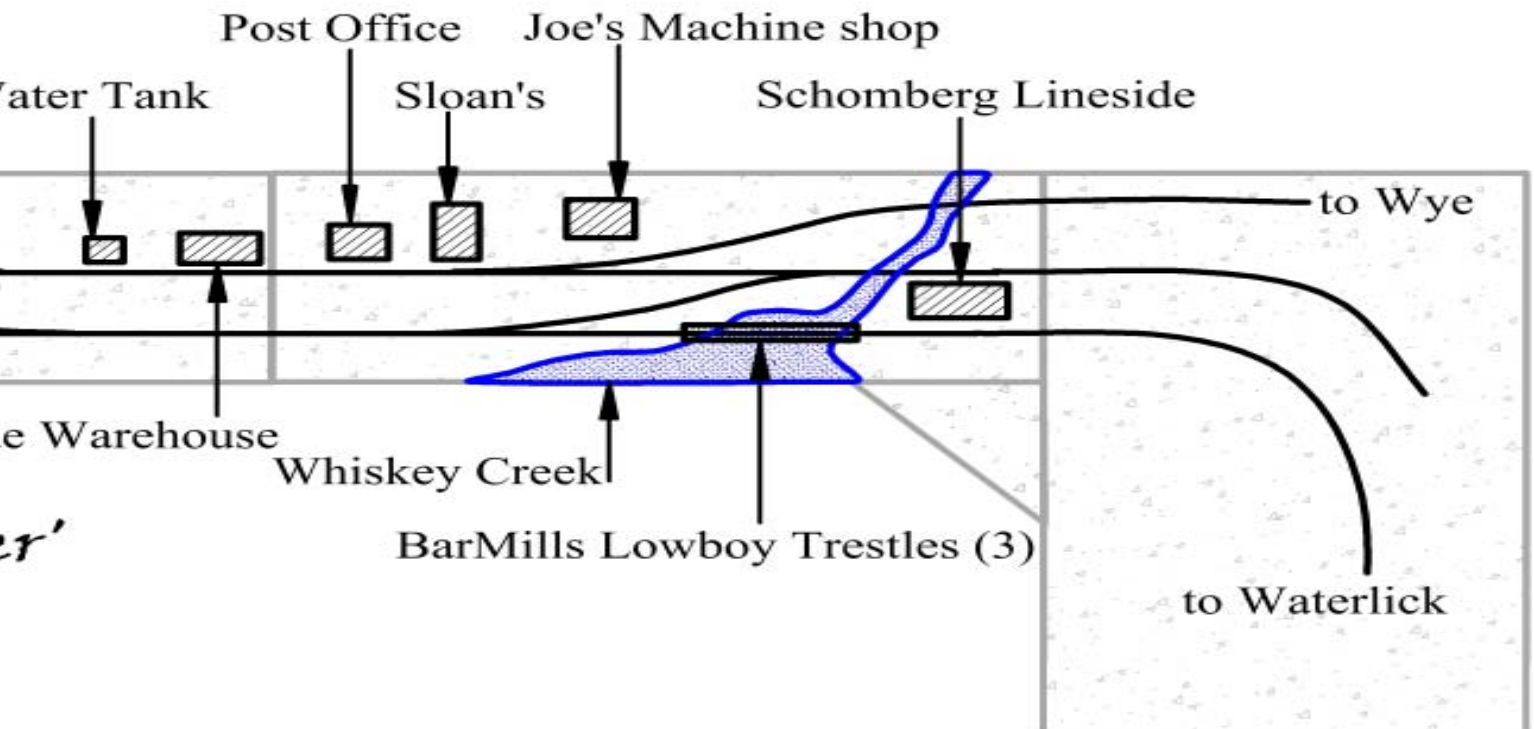 Post Office
Joe's Machine shop
ater Tank
Sloan's
Schomberg Lineside
to Wye
e Warehouse
Whiskey Creek
er'
BarMills Lowboy Trestles (3)
to Waterlick